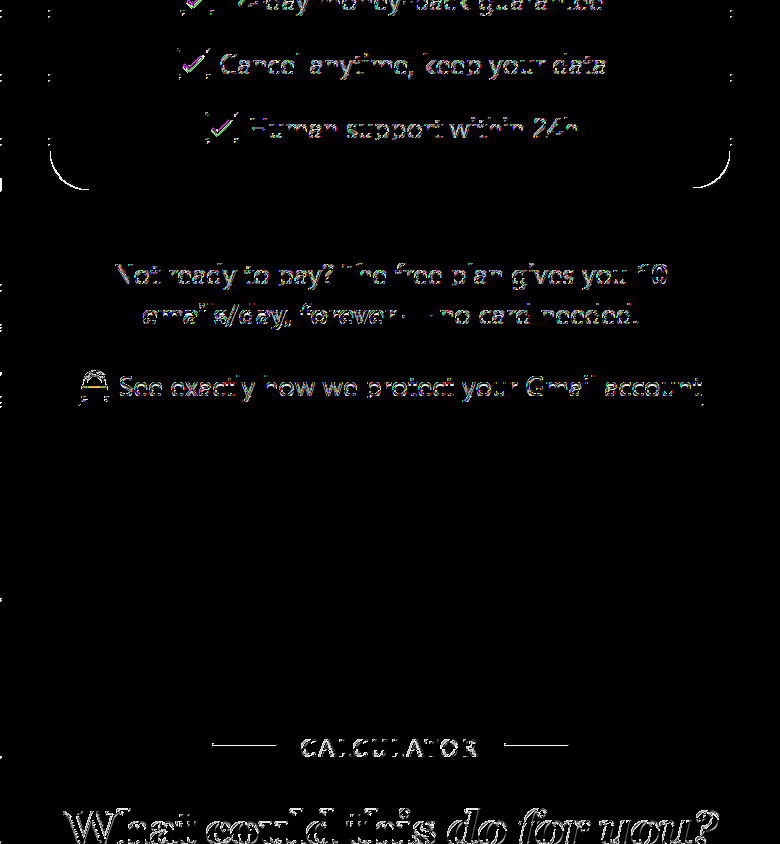 money-back guarantee
Cancel anytime, keep your data
Human support within 24h
Not ready to pay? The free plan gives you 10
emails/day, forever — no card needed.
See exactly how we protect your Gmail account
CALCULATOR
What could this do for you?